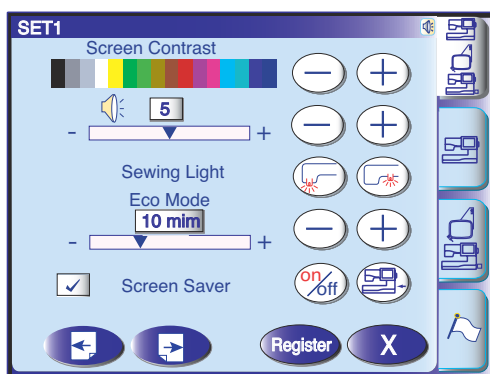 SET1
Screen Contrast
5
- +
Sewing Light
Eco Mode
10 mim
- +
Screen Saver
on/off
Register X